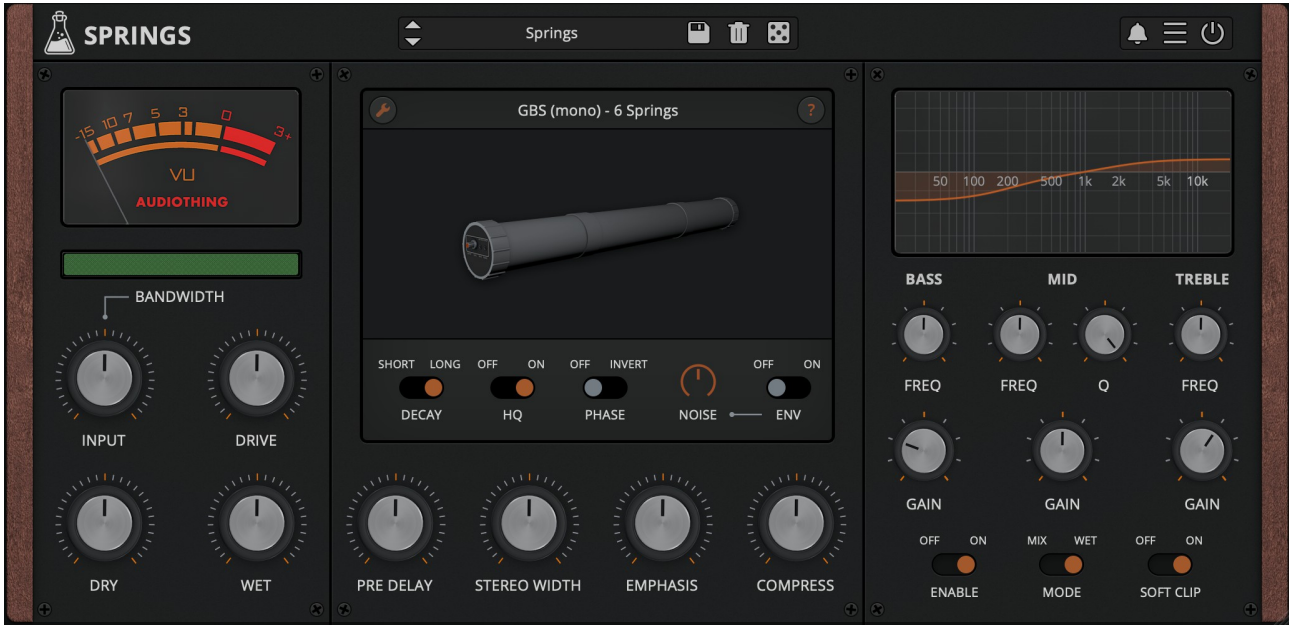 SPRINGS
Springs
-15 10 7 5 3 0 3+
VU
AUDIOTHING
BANDWIDTH
INPUT DRIVE
DRY WET
GBS (mono) - 6 Springs ?
SHORT LONG OFF ON OFF INVERT OFF ON
DECAY HQ PHASE NOISE ENV
PRE DELAY STEREO WIDTH EMPHASIS COMPRESS
50 100 200 500 1k 2k 5k 10k
BASS MID TREBLE
FREQ FREQ Q FREQ
GAIN GAIN GAIN
OFF ON MIX WET OFF ON
ENABLE MODE SOFT CLIP